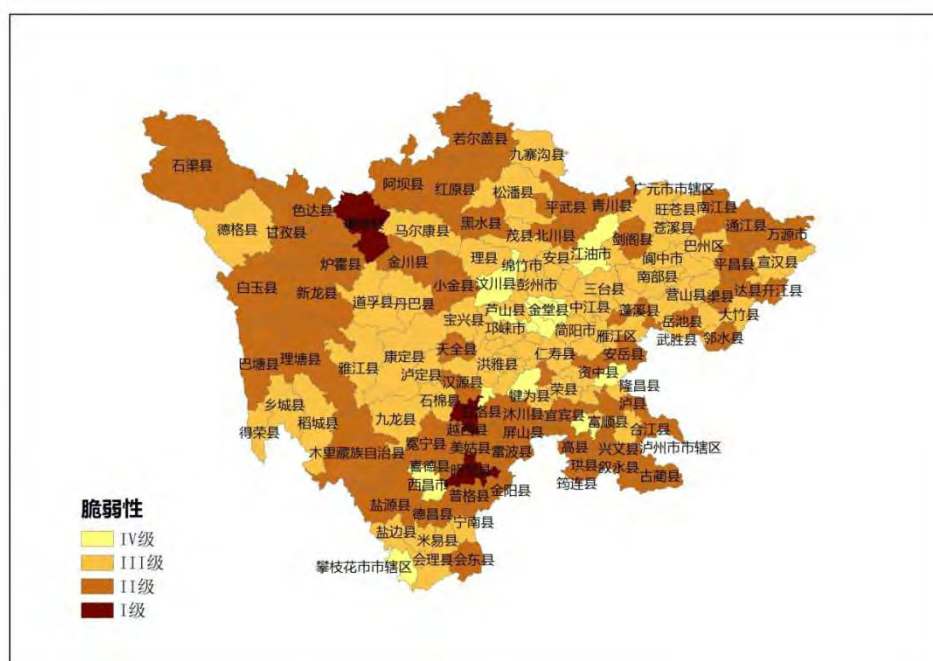 若尔盖县
九寨沟县
石渠县
阿坝县
红原县
松潘县
广元市市辖区
色达县
平武县
青川县
旺苍县
南江县
德格县
甘孜县
马尔康县
黑水县
苍溪县
通江县
万源市
茂县
北川县
剑阁县
巴州区
炉霍县
金川县
理县
安县
江油市
阆中市
平昌县
宣汉县
绵竹市
南部县
白玉县
新龙县
小金县
汶川县
彭州市
三台县
营山县
渠县
达县
开江县
道孚县
丹巴县
芦山县
金堂县
中江县
蓬溪县
大竹县
宝兴县
邛崃市
简阳市
雁江区
岳池县
武胜县
邻水县
巴塘县
理塘县
雅江县
康定县
天全县
洪雅县
仁寿县
安岳县
泸定县
汉源县
资中县
隆昌县
石棉县
犍为县
荣县
乡城县
稻城县
九龙县
沐川县
宜宾县
富顺县
泸县
得荣县
越西县
屏山县
合江县
木里藏族自治县
冕宁县
美姑县
雷波县
高县
兴文县
泸州市市辖区
喜德县
西昌市
珙县
叙永县
古蔺县
金阳县
筠连县
盐源县
普格县
德昌县
宁南县
盐边县
米易县
攀枝花市市辖区
会理县
会东县
脆弱性
IV级
III级
II级
I级